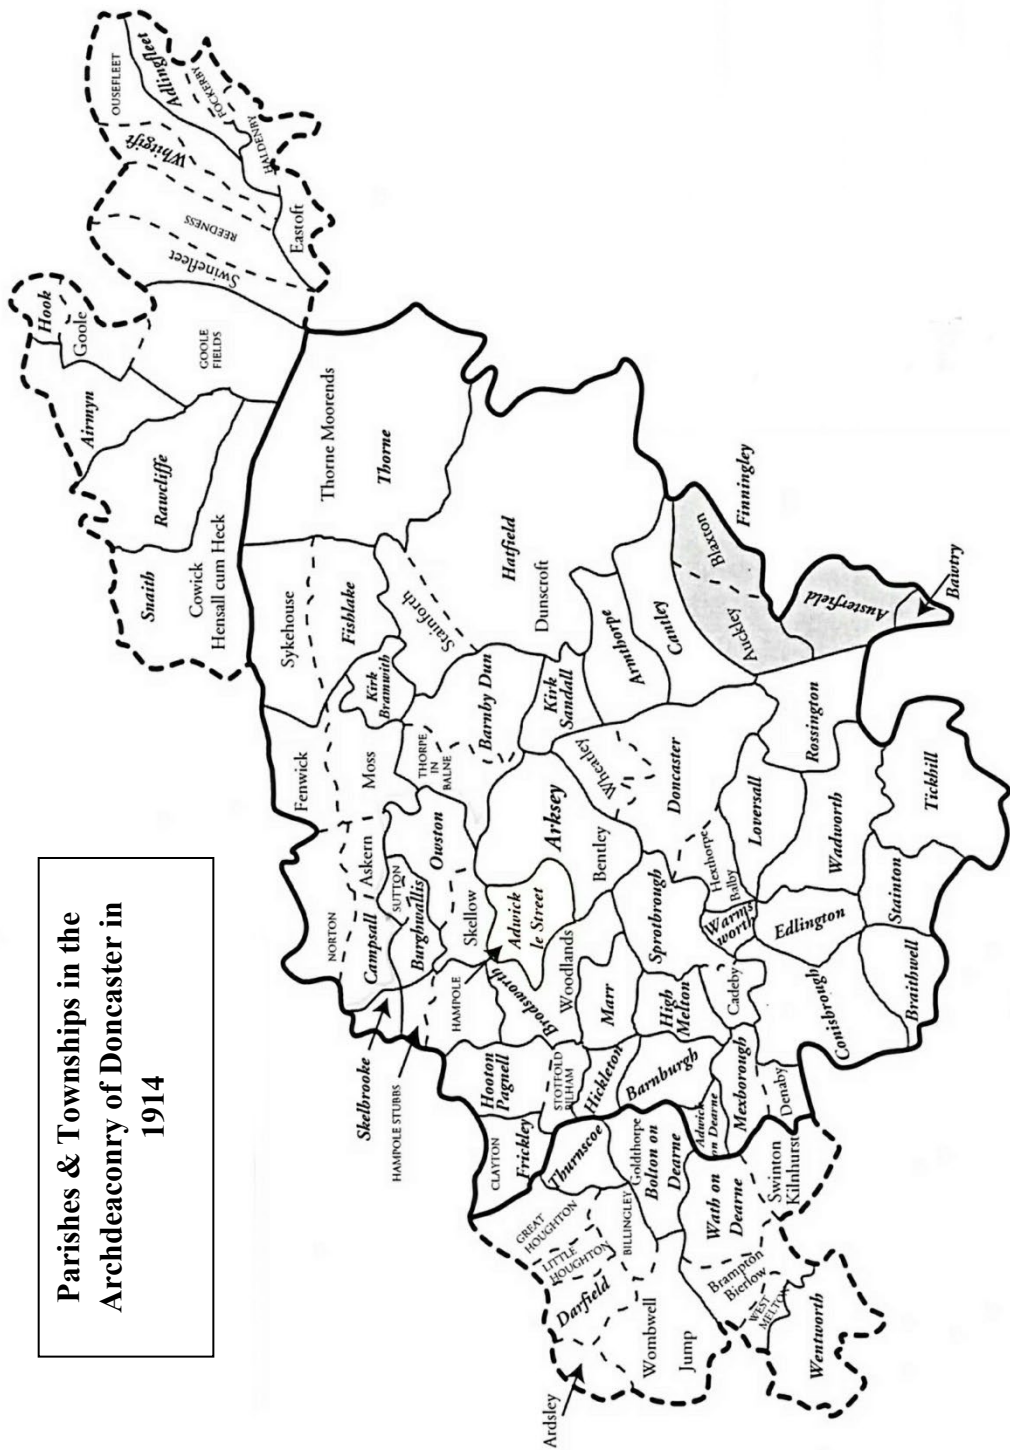 Parishes & Townships in the
Archdeaconry of Doncaster in
1914
OUSEFLEET
Adlingfleet
FOCKERBY
HALDENBY
Whitgift
REEDNESS
Swinefleet
Eastoft
Hook
Goole
GOOLE
FIELDS
Airmyn
Rawcliffe
Snaith
Cowick
Hensall cum Heck
Thorne Moorends
Thorne
Sykehouse
Fishlake
Stainforth
Hatfield
Dunscroft
Kirk
Bramwith
Fenwick
Moss
THORPE
IN
BALNE
Barnby Dun
Kirk
Sandall
Armthorpe
Cantley
Blaxton
Auckley
Finningley
Austerfield
Bawtry
NORTON
Askern
Campsall
SUTTON
Burghwallis
Owston
Skellow
Skelbrooke
HAMPOLE STUBBS
HAMPOLE
Adwick
le Street
Arksey
Bentley
Wheatley
Doncaster
Hexthorpe
Balby
Loversall
Rossington
Wadworth
Tickhill
Stainton
Edlington
Warms
worth
Sprotbrough
Woodlands
Brodsworth
Marr
High
Melton
Cadeby
Conisbrough
Braithwell
CLAYTON
Frickley
Hooton
Pagnell
STOTFOLD
BILHAM
Hickleton
Barnburgh
Adwick
on Dearne
Mexborough
Denaby
Thurnscoe
Goldthorpe
Bolton on
Dearne
Wath on
Dearne
Swinton
Kilnhurst
GREAT
HOUGHTON
LITTLE
HOUGHTON
BILLINGLEY
Darfield
Ardsley
Wombwell
Jump
Brampton
Bierlow
WEST
MELTON
Wentworth